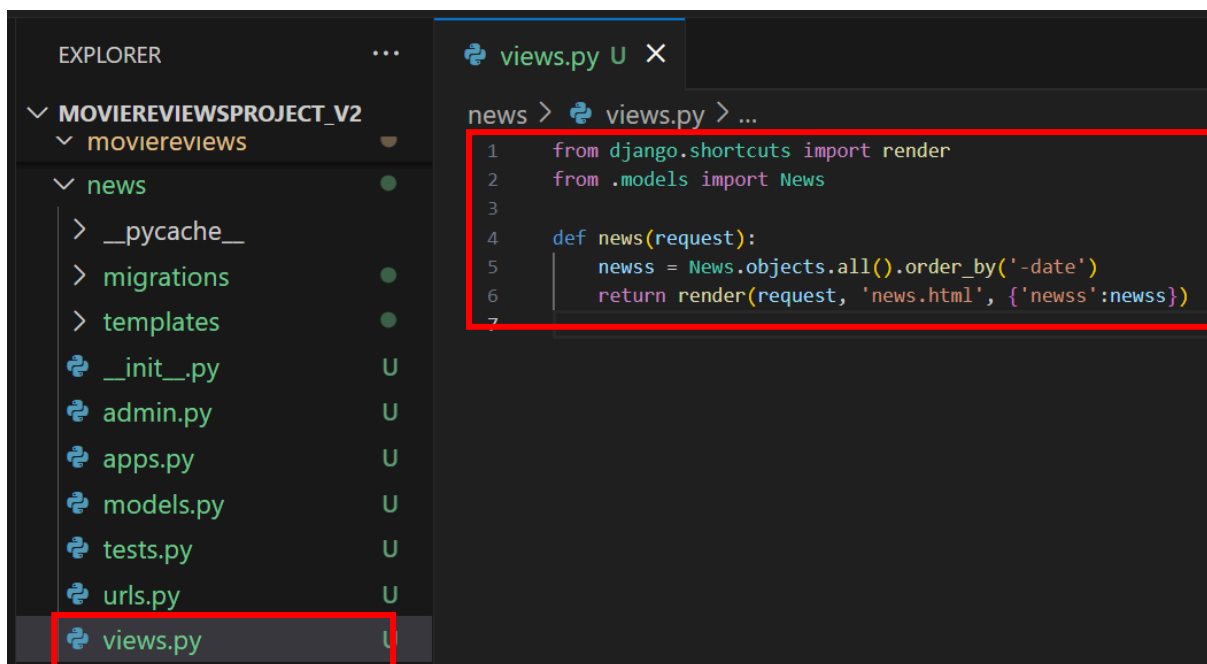 EXPLORER ...
MOVIEREVIEWSPROJECT_V2
moviereviews
news
__pycache__
migrations
templates
__init__.py U
admin.py U
apps.py U
models.py U
tests.py U
urls.py U
views.py U
views.py U
news > views.py > ...
1 from django.shortcuts import render
2 from .models import News
3
4 def news(request):
5     newss = News.objects.all().order_by('-date')
6     return render(request, 'news.html', {'newss':newss})
7